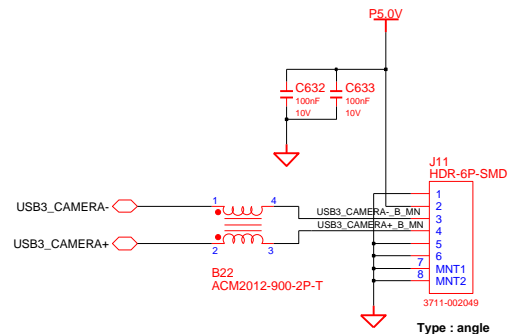 P5.0V
C632
100nF
10V
C633
100nF
10V
J11
HDR-6P-SMD
1
2
3
4
5
6
7
MNT1
8
MNT2
3711-002049
Type : angle
USB3_CAMERA-
1
4
USB3_CAMERA-_B_MN
USB3_CAMERA+_B_MN
USB3_CAMERA+
2
3
B22
ACM2012-900-2P-T